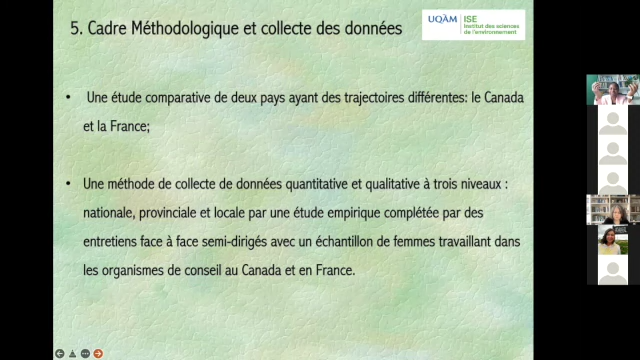 5. Cadre Méthodologique et collecte des données
UQÀM
ISE
Institut des sciences
de l'environnement
• Une étude comparative de deux pays ayant des trajectoires différentes: le Canada
et la France;
• Une méthode de collecte de données quantitative et qualitative à trois niveaux :
nationale, provinciale et locale par une étude empirique complétée par des
entretiens face à face semi-dirigés avec un échantillon de femmes travaillant dans
les organismes de conseil au Canada et en France.